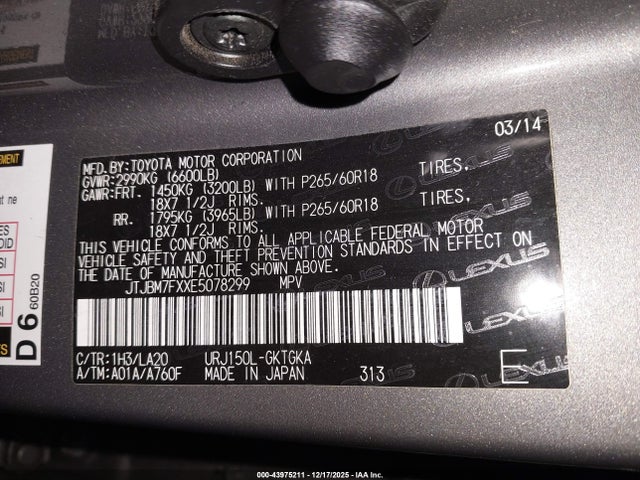 03/14
MFD.BY:TOYOTA MOTOR CORPORATION
GVWR:2990KG (6600LB)
GAWR:FRT. 1450KG (3200LB) WITH P265/60R18 TIRES,
18X7 1/2J RIMS.
RR. 1795KG (3965LB) WITH P265/60R18 TIRES,
18X7 1/2J RIMS.
THIS VEHICLE CONFORMS TO ALL APPLICABLE FEDERAL MOTOR
VEHICLE SAFETY AND THEFT PREVENTION STANDARDS IN EFFECT ON
THE DATE OF MANUFACTURE SHOWN ABOVE.
JTJBM7FXXE5078299 MPV
C/TR:1H3/LA20 URJ150L-GKTGKA
A/TM:A01A/A760F MADE IN JAPAN 313
E
LEXUS
LEXUS
D 6
60B20
000-43975211 - 12/17/2025 - IAA Inc.